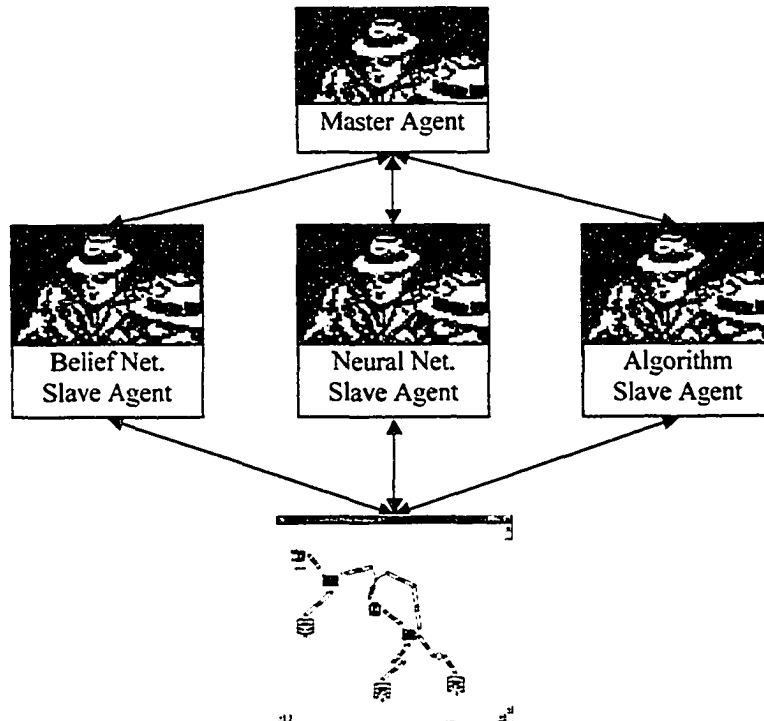 Master Agent
Belief Net.
Slave Agent
Neural Net.
Slave Agent
Algorithm
Slave Agent